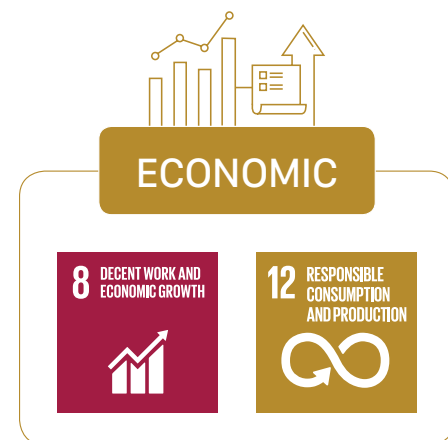 ECONOMIC
8 DECENT WORK AND
ECONOMIC GROWTH
12 RESPONSIBLE
CONSUMPTION
AND PRODUCTION